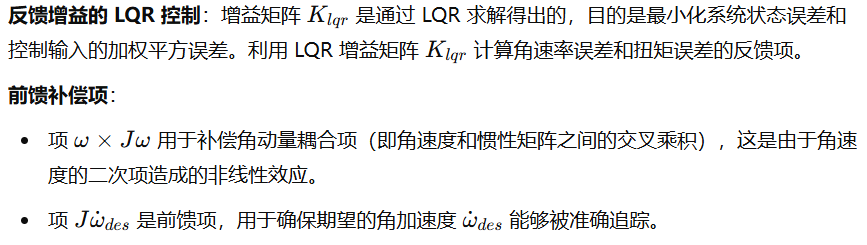 反馈增益的 LQR 控制：增益矩阵 $K_{lqr}$ 是通过 LQR 求解得出的，目的是最小化系统状态误差和
控制输入的加权平方误差。利用 LQR 增益矩阵 $K_{lqr}$ 计算角速率误差和扭矩误差的反馈项。
前馈补偿项：
• 项 $\omega \times J\omega$ 用于补偿角动量耦合项（即角速度和惯性矩阵之间的交叉乘积），这是由于角速
度的二次项造成的非线性效应。
• 项 $J\dot{\omega}_{des}$ 是前馈项，用于确保期望的角加速度 $\dot{\omega}_{des}$ 能够被准确追踪。